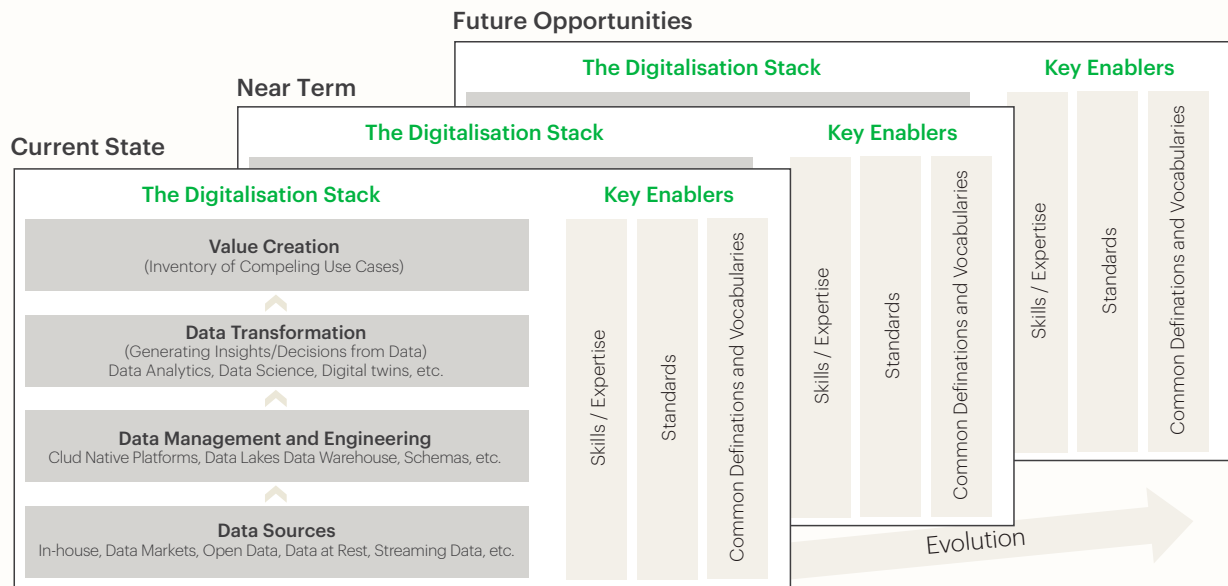 Future Opportunities
The Digitalisation Stack
Key Enablers
Skills / Expertise
Standards
Common Definations and Vocabularies
Near Term
The Digitalisation Stack
Key Enablers
Skills / Expertise
Standards
Common Definations and Vocabularies
Current State
The Digitalisation Stack
Key Enablers
Value Creation
(Inventory of Compeling Use Cases)
Data Transformation
(Generating Insights/Decisions from Data)
Data Analytics, Data Science, Digital twins, etc.
Data Management and Engineering
Clud Native Platforms, Data Lakes Data Warehouse, Schemas, etc.
Data Sources
In-house, Data Markets, Open Data, Data at Rest, Streaming Data, etc.
Skills / Expertise
Standards
Common Definations and Vocabularies
Evolution